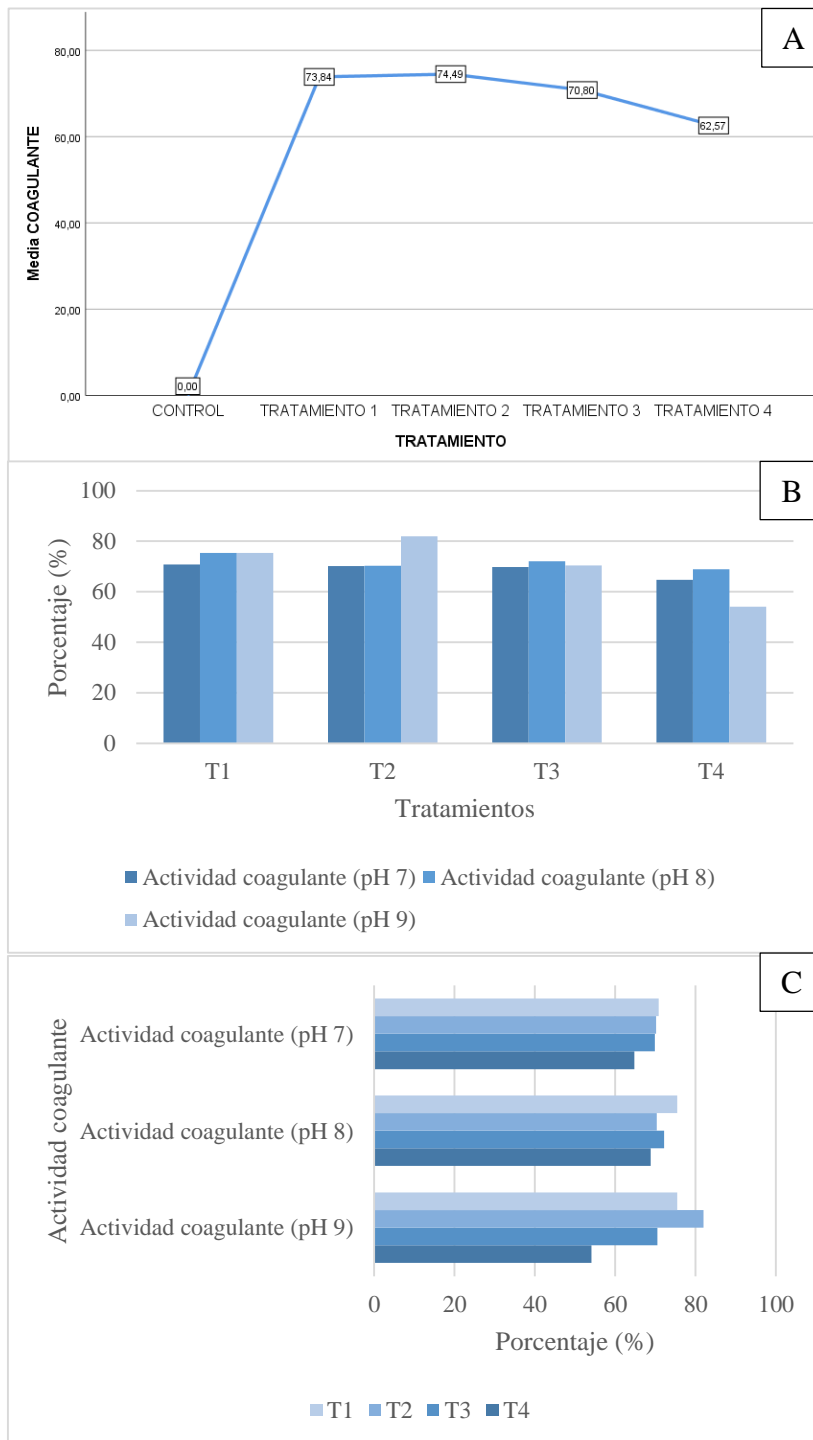 A
80,00
73,84
74,49
70,80
62,57
60,00
40,00
20,00
0,00
0,00
Media COAGULANTE
CONTROL TRATAMIENTO 1 TRATAMIENTO 2 TRATAMIENTO 3 TRATAMIENTO 4
TRATAMIENTO
B
100
80
60
40
20
0
Porcentaje (%)
T1 T2 T3 T4
Tratamientos
Actividad coagulante (pH 7) Actividad coagulante (pH 8)
Actividad coagulante (pH 9)
C
Actividad coagulante
Actividad coagulante (pH 7)
Actividad coagulante (pH 8)
Actividad coagulante (pH 9)
0 20 40 60 80 100
Porcentaje (%)
T1 T2 T3 T4